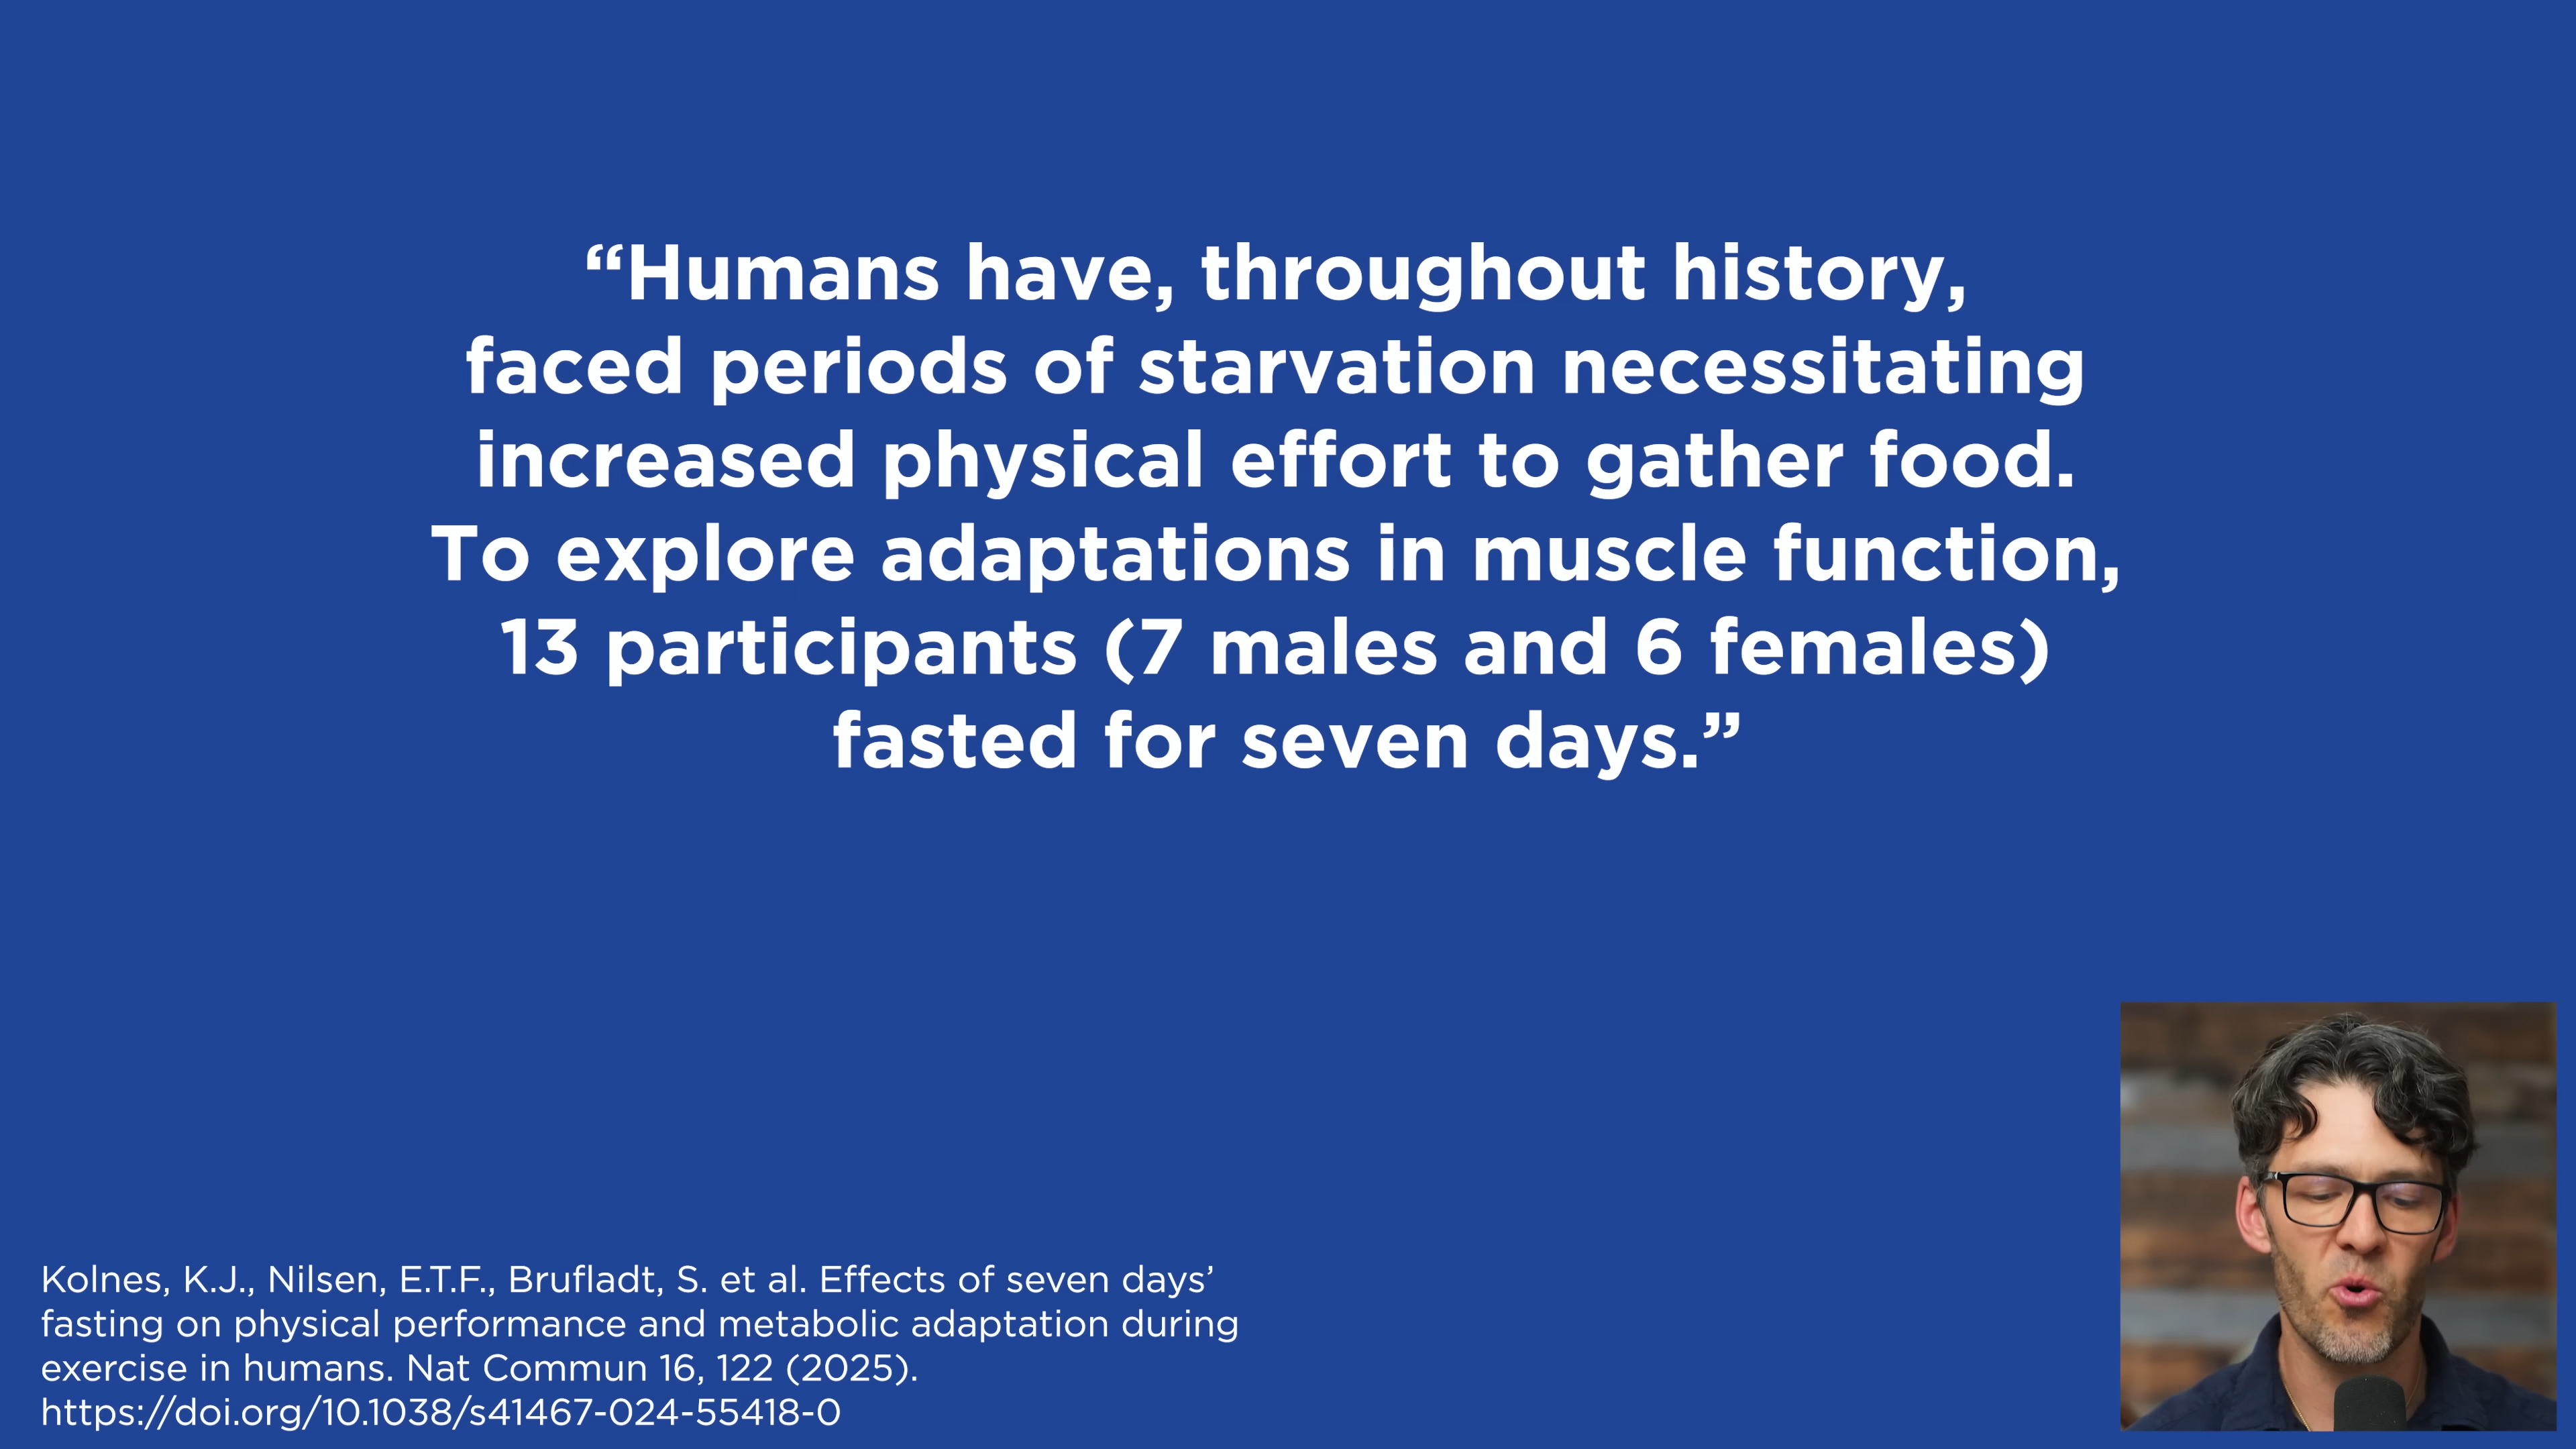 “Humans have, throughout history,
faced periods of starvation necessitating
increased physical effort to gather food.
To explore adaptations in muscle function,
13 participants (7 males and 6 females)
fasted for seven days.”
Kolnes, K.J., Nilsen, E.T.F., Brufladt, S. et al. Effects of seven days’
fasting on physical performance and metabolic adaptation during
exercise in humans. Nat Commun 16, 122 (2025).
https://doi.org/10.1038/s41467-024-55418-0